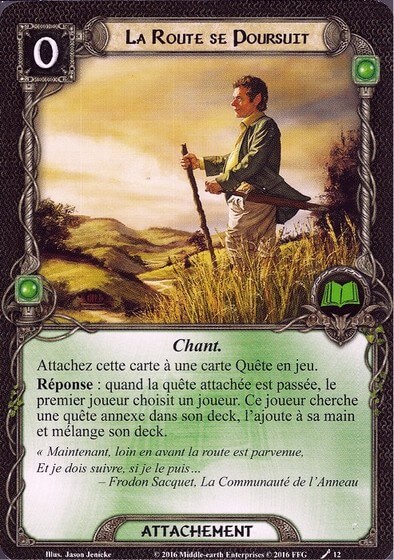 0
La Route se Poursuit
Chant.
Attachez cette carte à une carte Quête en jeu.
Réponse : quand la quête attachée est passée, le
premier joueur choisit un joueur. Ce joueur cherche
une quête annexe dans son deck, l'ajoute à sa main
et mélange son deck.
« Maintenant, loin en avant la route est parvenue,
Et je dois suivre, si je le puis…
– Frodon Sacquet, La Communauté de l'Anneau
ATTACHEMENT
Illus. Jason Jenicke © 2016 Middle-earth Enterprises © 2016 FFG 12